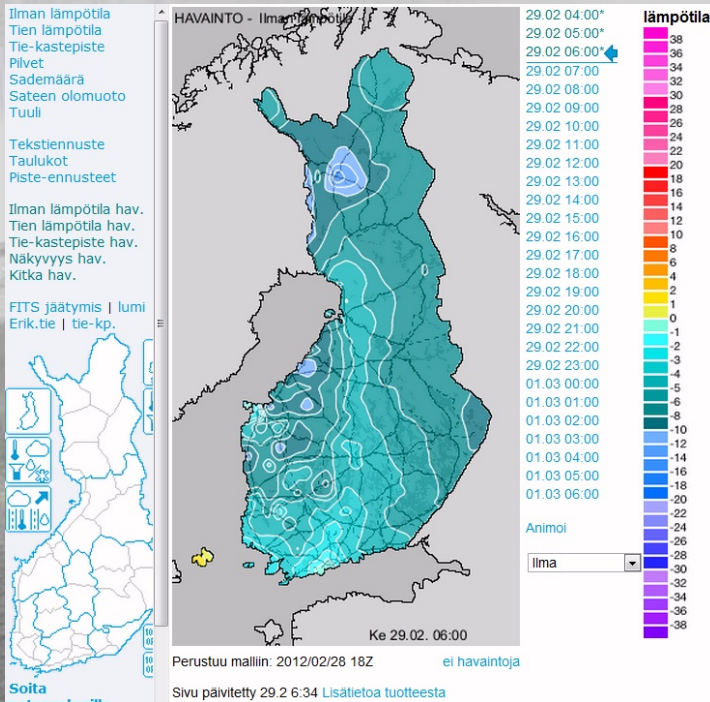 Ilman lämpötila
Tien lämpötila
Tie-kastepiste
Pilvet
Sademäärä
Sateen olomuoto
Tuuli
Tekstiennuste
Taulukot
Piste-ennusteet
Ilman lämpötila hav.
Tien lämpötila hav.
Tie-kastepiste hav.
Näkyvyys hav.
Kitka hav.
FITS jäätymis | lumi
Erik.tie | tie-kp.
Soita
HAVAINTO - Ilman lämpötila -
Ke 29.02. 06:00
Perustuu malliin: 2012/02/28 18Z
ei havaintoja
Sivu päivitetty 29.2 6:34 Lisätietoa tuotteesta
29.02 04:00*
29.02 05:00*
29.02 06:00*
29.02 07:00
29.02 08:00
29.02 09:00
29.02 10:00
29.02 11:00
29.02 12:00
29.02 13:00
29.02 14:00
29.02 15:00
29.02 16:00
29.02 17:00
29.02 18:00
29.02 19:00
29.02 20:00
29.02 21:00
29.02 22:00
29.02 23:00
01.03 00:00
01.03 01:00
01.03 02:00
01.03 03:00
01.03 04:00
01.03 05:00
01.03 06:00
Animoi
Ilma
lämpötila
38
36
34
32
30
28
26
24
22
20
18
16
14
12
10
8
6
4
2
1
0
-1
-2
-3
-4
-5
-6
-8
-10
-12
-14
-16
-18
-20
-22
-24
-26
-28
-30
-32
-34
-36
-38